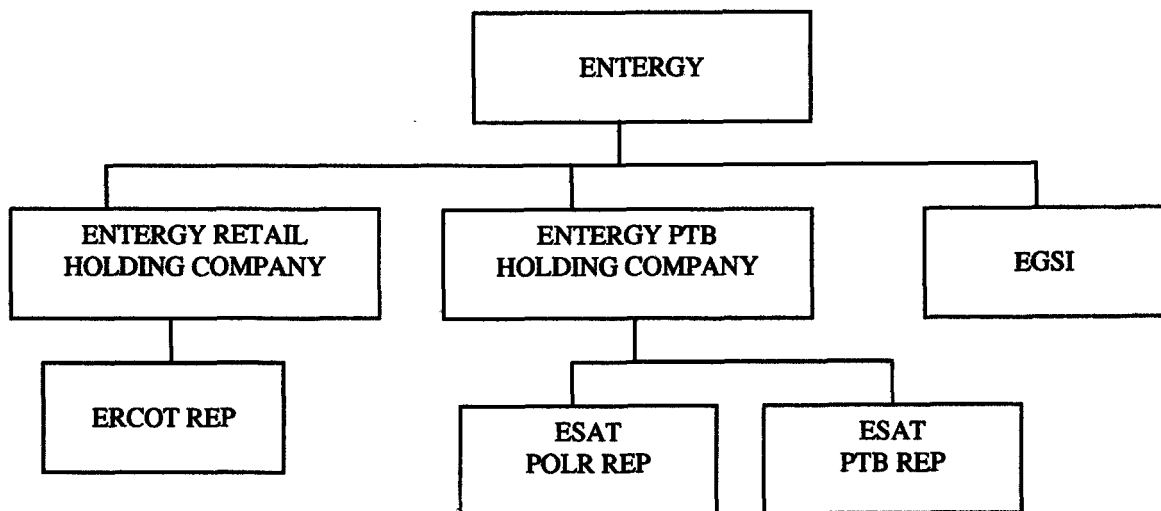 ENTERGY
ENTERGY RETAIL
HOLDING COMPANY
ENTERGY PTB
HOLDING COMPANY
EGSI
ERCOT REP
ESAT
POLR REP
ESAT
PTB REP